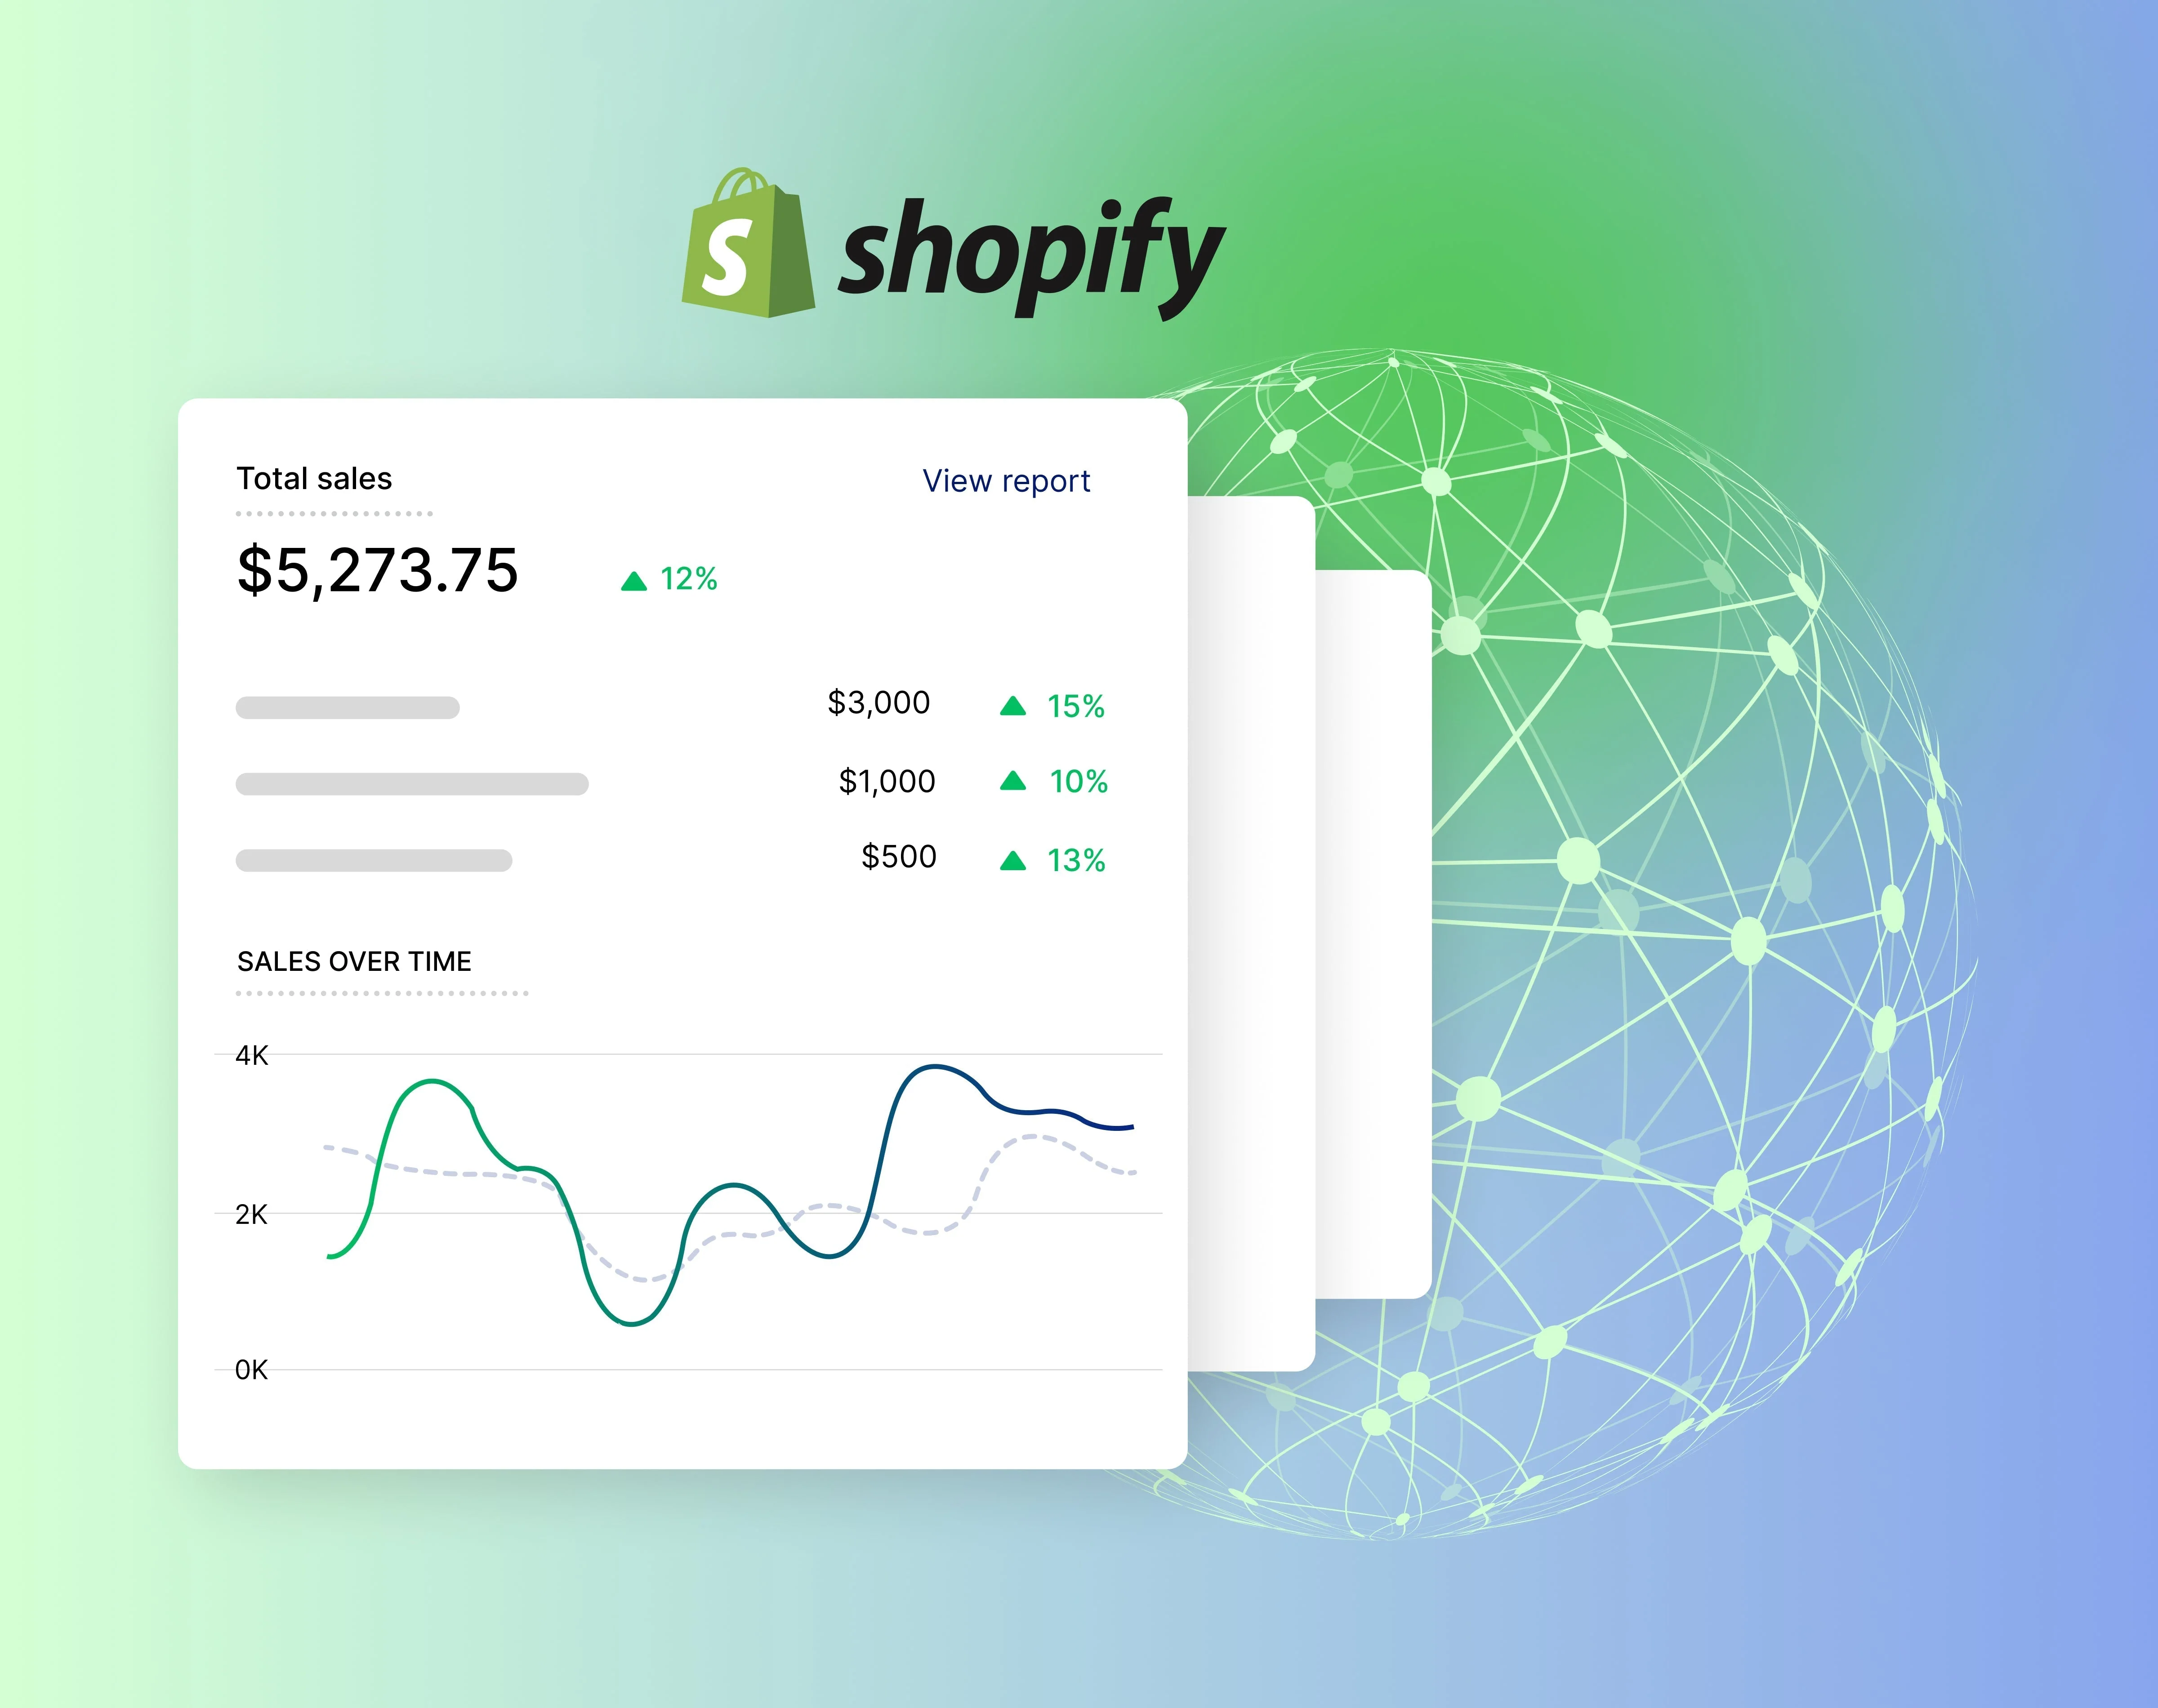 shopify
Total sales
View report
$5,273.75
12%
$3,000
15%
$1,000
10%
$500
13%
SALES OVER TIME
4K
2K
0K